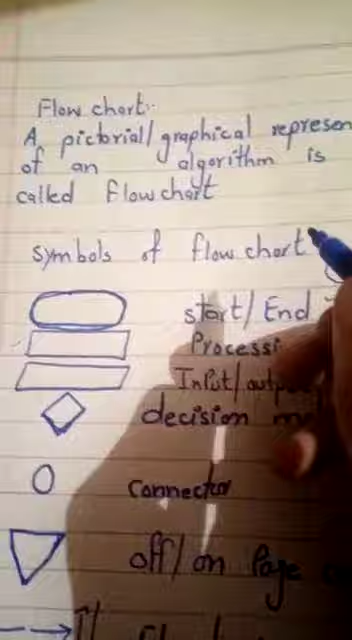 Flow chart:
A pictorial/graphical represen
of an algorithm is
called flowchart
symbols of flow chart
start/End
Processi
Input/outpu
decision m
connector
off/on Page